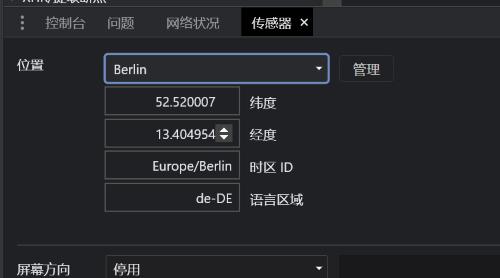 控制台 问题 网络状况 传感器 ×
位置 Berlin 管理
52.520007 纬度
13.404954 经度
Europe/Berlin 时区 ID
de-DE 语言区域
屏幕方向 停用